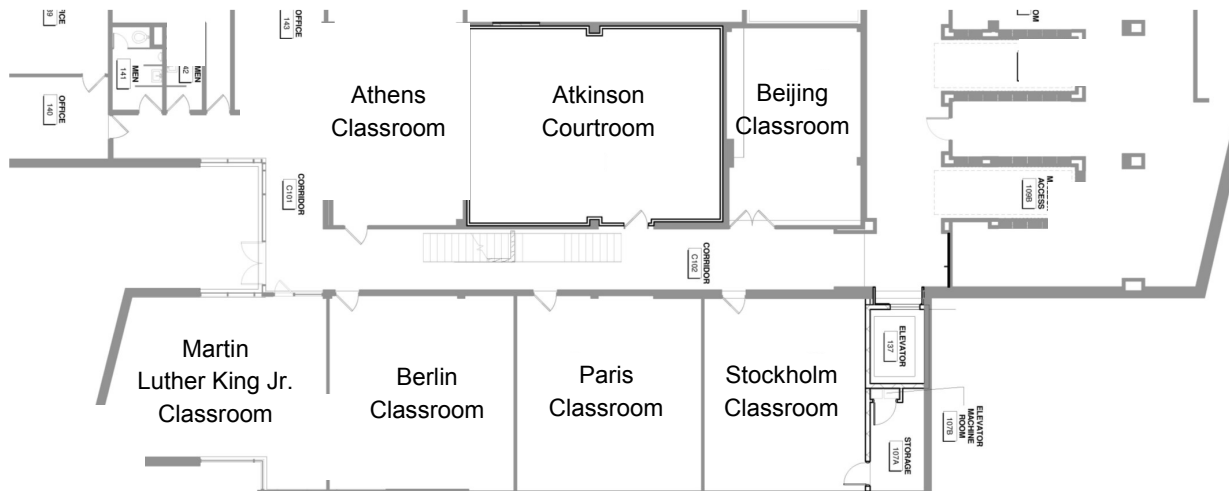 OFFICE
143
MEN
141
MEN
42
OFFICE
140
Athens
Classroom
Atkinson
Courtroom
Beijing
Classroom
OM
ACCESS
109B
CORRIDOR
C101
CORRIDOR
C102
Martin
Luther King Jr.
Classroom
Berlin
Classroom
Paris
Classroom
Stockholm
Classroom
ELEVATOR
137
ELEVATOR
MACHINE
ROOM
107B
STORAGE
107A